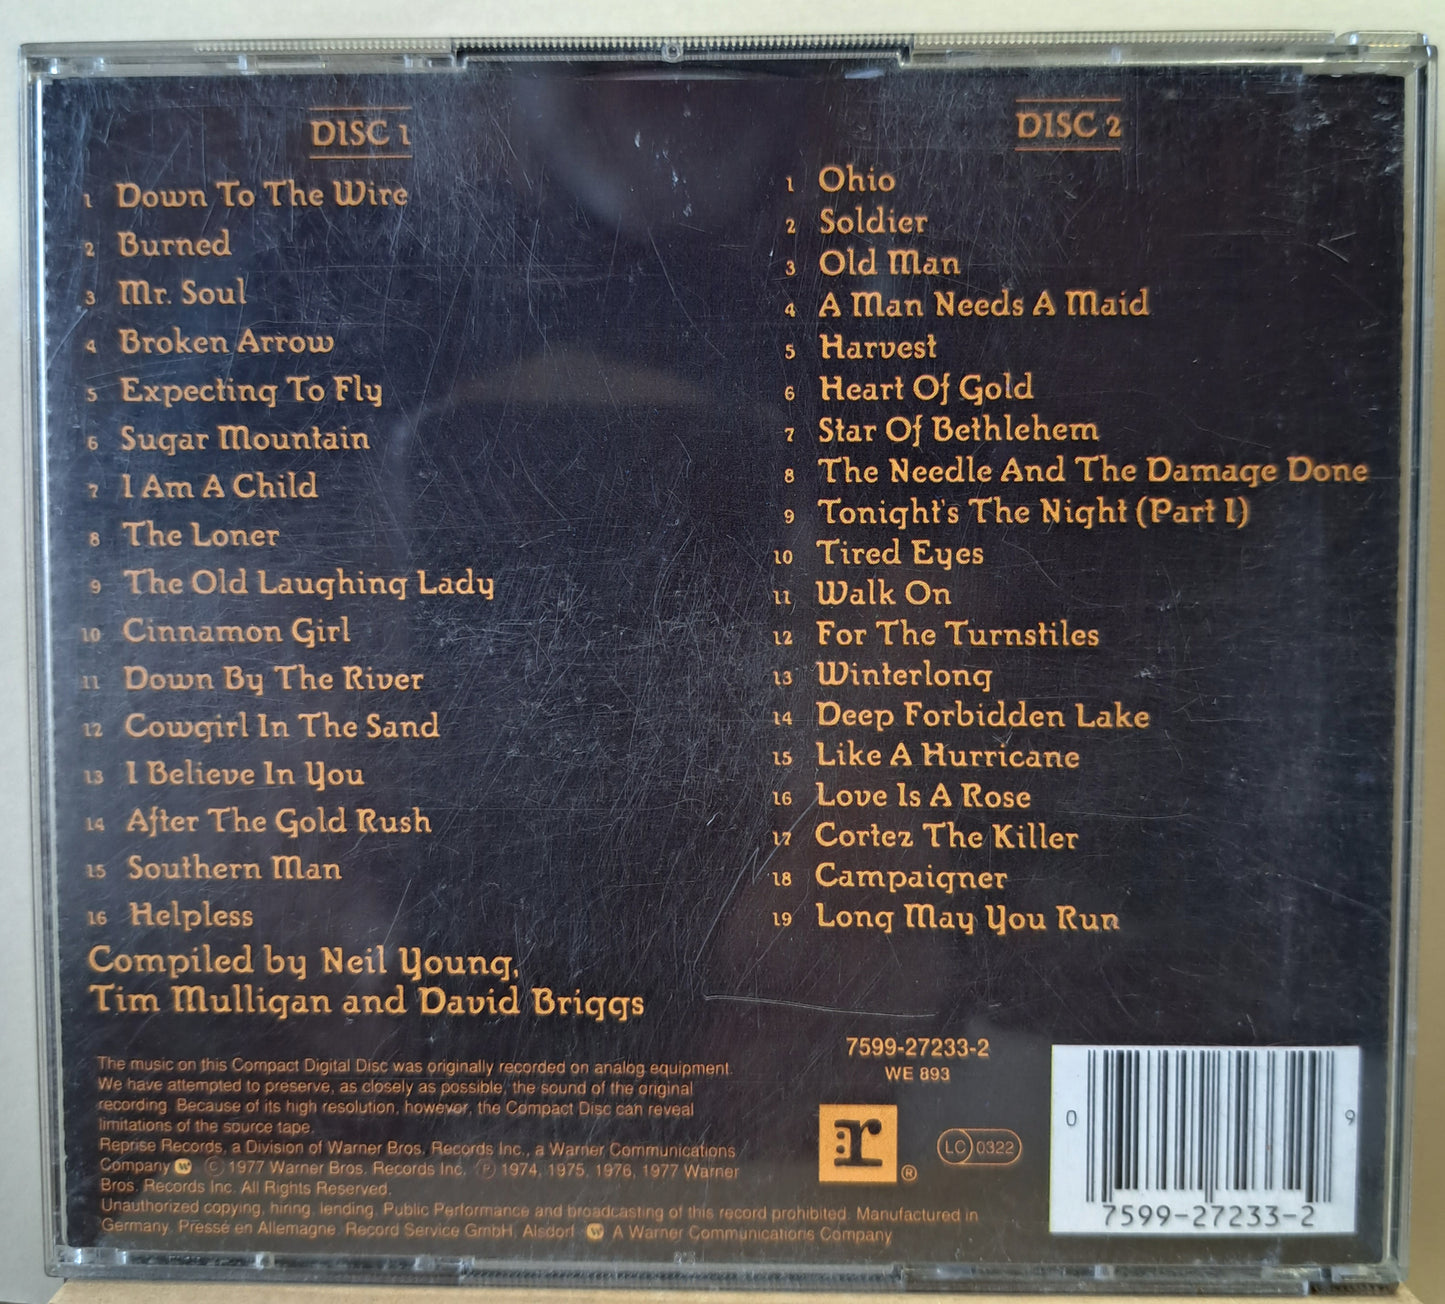 DISC 1
1 Down To The Wire
2 Burned
3 Mr. Soul
4 Broken Arrow
5 Expecting To Fly
6 Sugar Mountain
7 I Am A Child
8 The Loner
9 The Old Laughing Lady
10 Cinnamon Girl
11 Down By The River
12 Cowgirl In The Sand
13 I Believe In You
14 After The Gold Rush
15 Southern Man
16 Helpless
Compiled by Neil Young,
Tim Mulligan and David Briggs
DISC 2
1 Ohio
2 Soldier
3 Old Man
4 A Man Needs A Maid
5 Harvest
6 Heart Of Gold
7 Star Of Bethlehem
8 The Needle And The Damage Done
9 Tonight's The Night (Part 1)
10 Tired Eyes
11 Walk On
12 For The Turnstiles
13 Winterlong
14 Deep Forbidden Lake
15 Like A Hurricane
16 Love Is A Rose
17 Cortez The Killer
18 Campaigner
19 Long May You Run
The music on this Compact Digital Disc was originally recorded on analog equipment.
We have attempted to preserve, as closely as possible, the sound of the original
recording. Because of its high resolution, however, the Compact Disc can reveal
limitations of the source tape.
Reprise Records, a Division of Warner Bros. Records Inc., a Warner Communications
Company W © 1977 Warner Bros. Records Inc. ℗ 1974, 1975, 1976, 1977 Warner
Bros. Records Inc. All Rights Reserved.
Unauthorized copying, hiring, lending, Public Performance and broadcasting of this record prohibited. Manufactured in
Germany. Pressé en Allemagne. Record Service GmbH, Alsdorf. W A Warner Communications Company
7599-27233-2
WE 893
:r ®
LC 0322
0 9
7599-27233-2